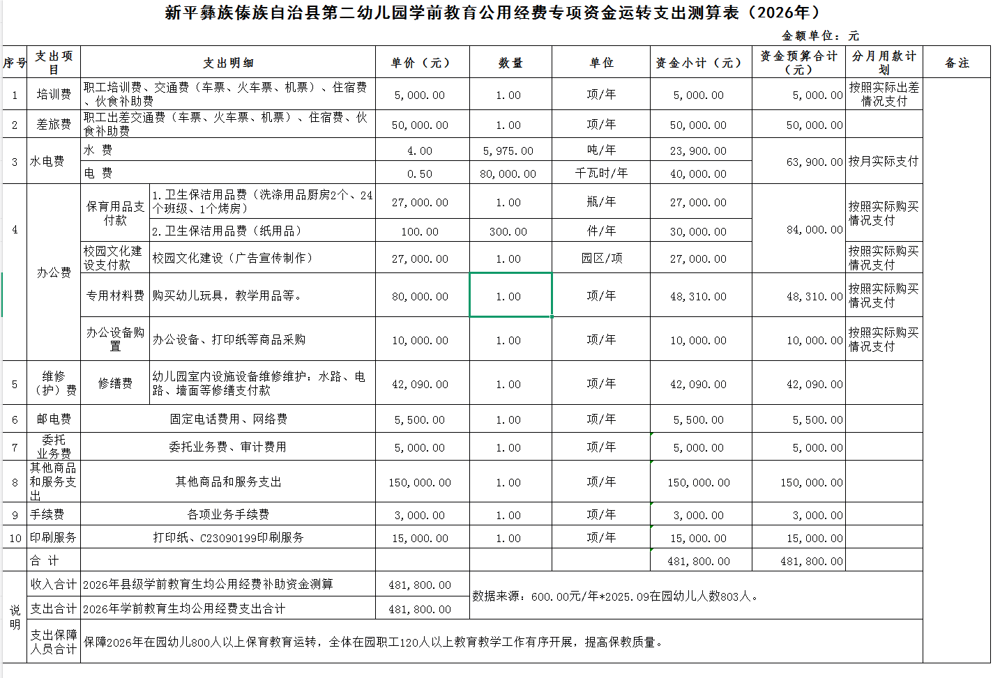 新平彝族傣族自治县第二幼儿园学前教育公用经费专项资金运转支出测算表（2026年）
金额单位：元
序号 支出项目 支出明细 单价（元） 数量 单位 资金小计（元） 资金预算合计（元） 分月用款计划 备注
1 培训费 职工培训费、交通费（车票、火车票、机票）、住宿费、伙食补助费 5,000.00 1.00 项/年 5,000.00 5,000.00 按照实际出差情况支付
2 差旅费 职工出差交通费（车票、火车票、机票）、住宿费、伙食补助费 50,000.00 1.00 项/年 50,000.00 50,000.00
3 水电费 水 费 4.00 5,975.00 吨/年 23,900.00 63,900.00 按月实际支付
电 费 0.50 80,000.00 千瓦时/年 40,000.00
4 办公费 保育用品支付款 1.卫生保洁用品费（洗涤用品厨房2个、24个班级、1个烤房） 27,000.00 1.00 瓶/年 27,000.00 84,000.00 按照实际购买情况支付
2.卫生保洁用品费（纸用品） 100.00 300.00 件/年 30,000.00
校园文化建设支付款 校园文化建设（广告宣传制作） 27,000.00 1.00 园区/项 27,000.00 按照实际购买情况支付
专用材料费 购买幼儿玩具，教学用品等。 80,000.00 1.00 项/年 48,310.00 48,310.00 按照实际购买情况支付
办公设备购置 办公设备、打印纸等商品采购 10,000.00 1.00 项/年 10,000.00 10,000.00 按照实际购买情况支付
5 维修（护）费 修缮费 幼儿园室内设施设备维修维护：水路、电路、墙面等修缮支付款 42,090.00 1.00 项/年 42,090.00 42,090.00
6 邮电费 固定电话费用、网络费 5,500.00 1.00 项/年 5,500.00 5,500.00
7 委托业务费 委托业务费、审计费用 5,000.00 1.00 项/年 5,000.00 5,000.00
8 其他商品和服务支出 其他商品和服务支出 150,000.00 1.00 项/年 150,000.00 150,000.00
9 手续费 各项业务手续费 3,000.00 1.00 项/年 3,000.00 3,000.00
10 印刷服务 打印纸、C23090199印刷服务 15,000.00 1.00 项/年 15,000.00 15,000.00
合 计 481,800.00 481,800.00
说明 收入合计 2026年县级学前教育生均公用经费补助资金测算 481,800.00 数据来源：600.00元/年*2025.09在园幼儿人数803人。
支出合计 2026年学前教育生均公用经费支出合计 481,800.00
支出保障人员合计 保障2026年在园幼儿800人以上保育教育运转，全体在园职工120人以上教育教学工作有序开展，提高保教质量。